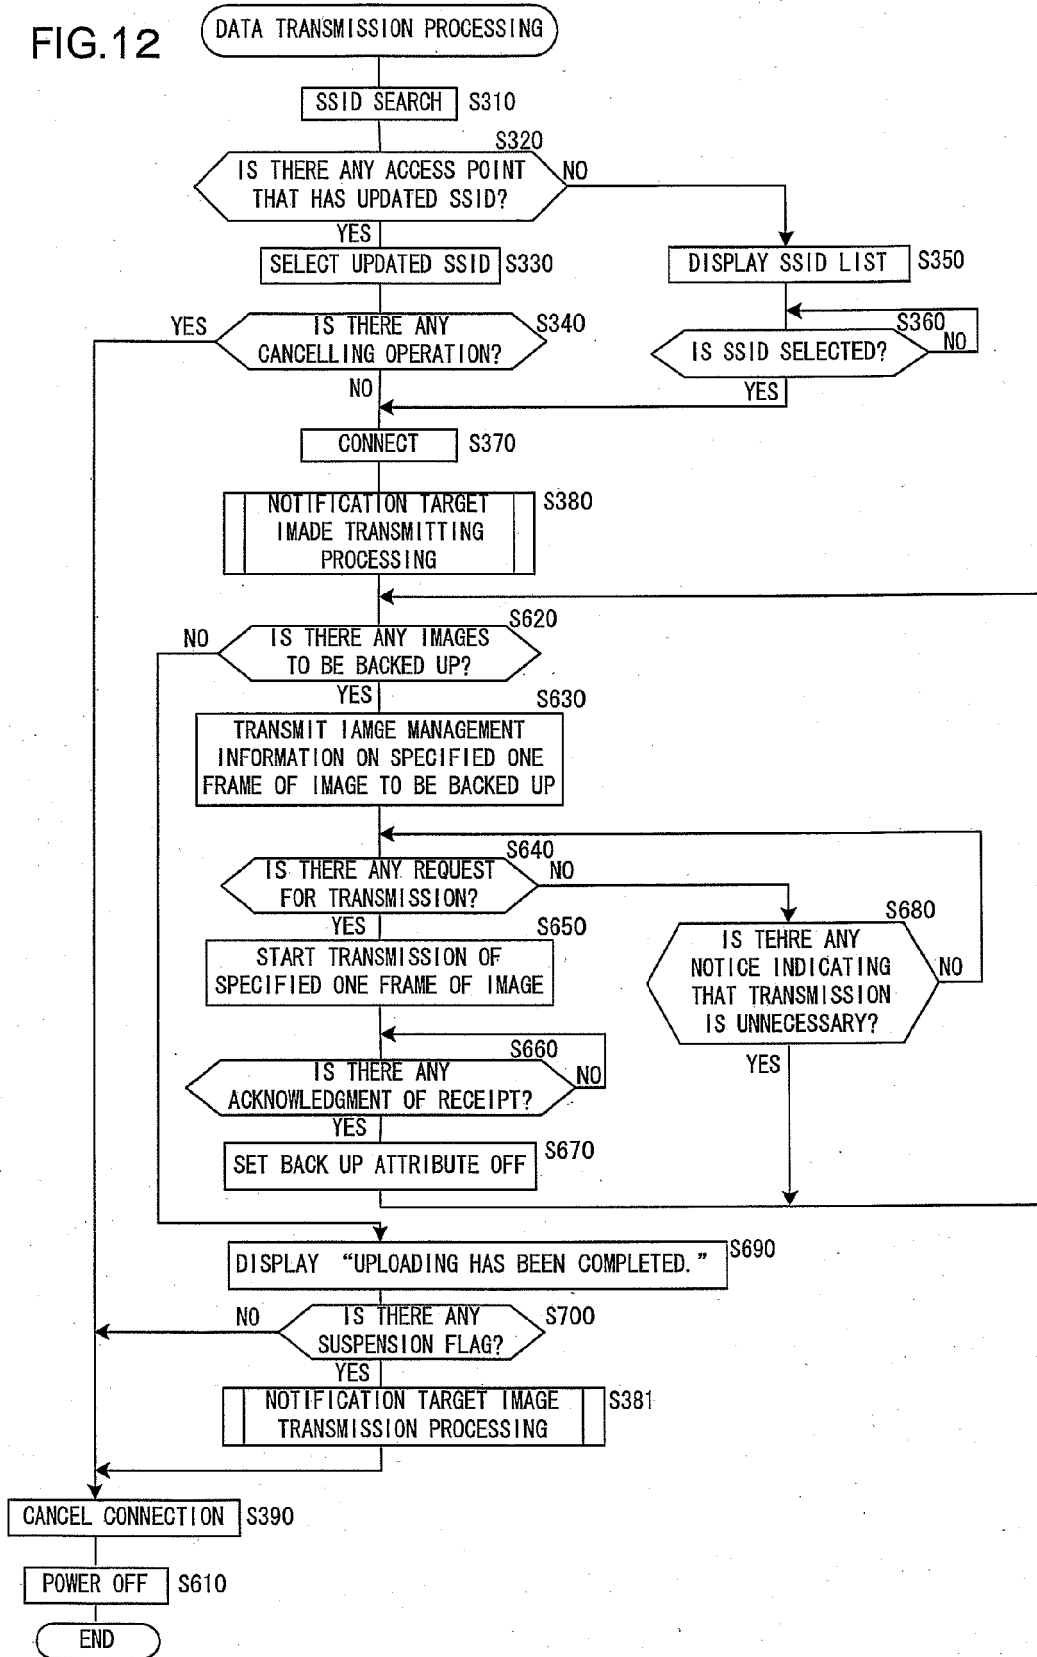 FIG.12
DATA TRANSMISSION PROCESSING
SSID SEARCH S310
S320
IS THERE ANY ACCESS POINT
THAT HAS UPDATED SSID?
NO
YES
SELECT UPDATED SSID S330
DISPLAY SSID LIST S350
YES
IS THERE ANY
CANCELLING OPERATION?
S340
NO
S360
IS SSID SELECTED?
NO
YES
CONNECT S370
NOTIFICATION TARGET
IMADE TRANSMITTING
PROCESSING
S380
S620
NO
IS THERE ANY IMAGES
TO BE BACKED UP?
YES
S630
TRANSMIT IAMGE MANAGEMENT
INFORMATION ON SPECIFIED ONE
FRAME OF IMAGE TO BE BACKED UP
S640
IS THERE ANY REQUEST
FOR TRANSMISSION?
NO
YES
S650
START TRANSMISSION OF
SPECIFIED ONE FRAME OF IMAGE
S680
IS TEHRE ANY
NOTICE INDICATING
THAT TRANSMISSION
IS UNNECESSARY?
NO
YES
S660
IS THERE ANY
ACKNOWLEDGMENT OF RECEIPT?
NO
YES
SET BACK UP ATTRIBUTE OFF S670
DISPLAY “UPLOADING HAS BEEN COMPLETED.” S690
NO
IS THERE ANY
SUSPENSION FLAG?
S700
YES
NOTIFICATION TARGET IMAGE
TRANSMISSION PROCESSING
S381
CANCEL CONNECTION S390
POWER OFF S610
END